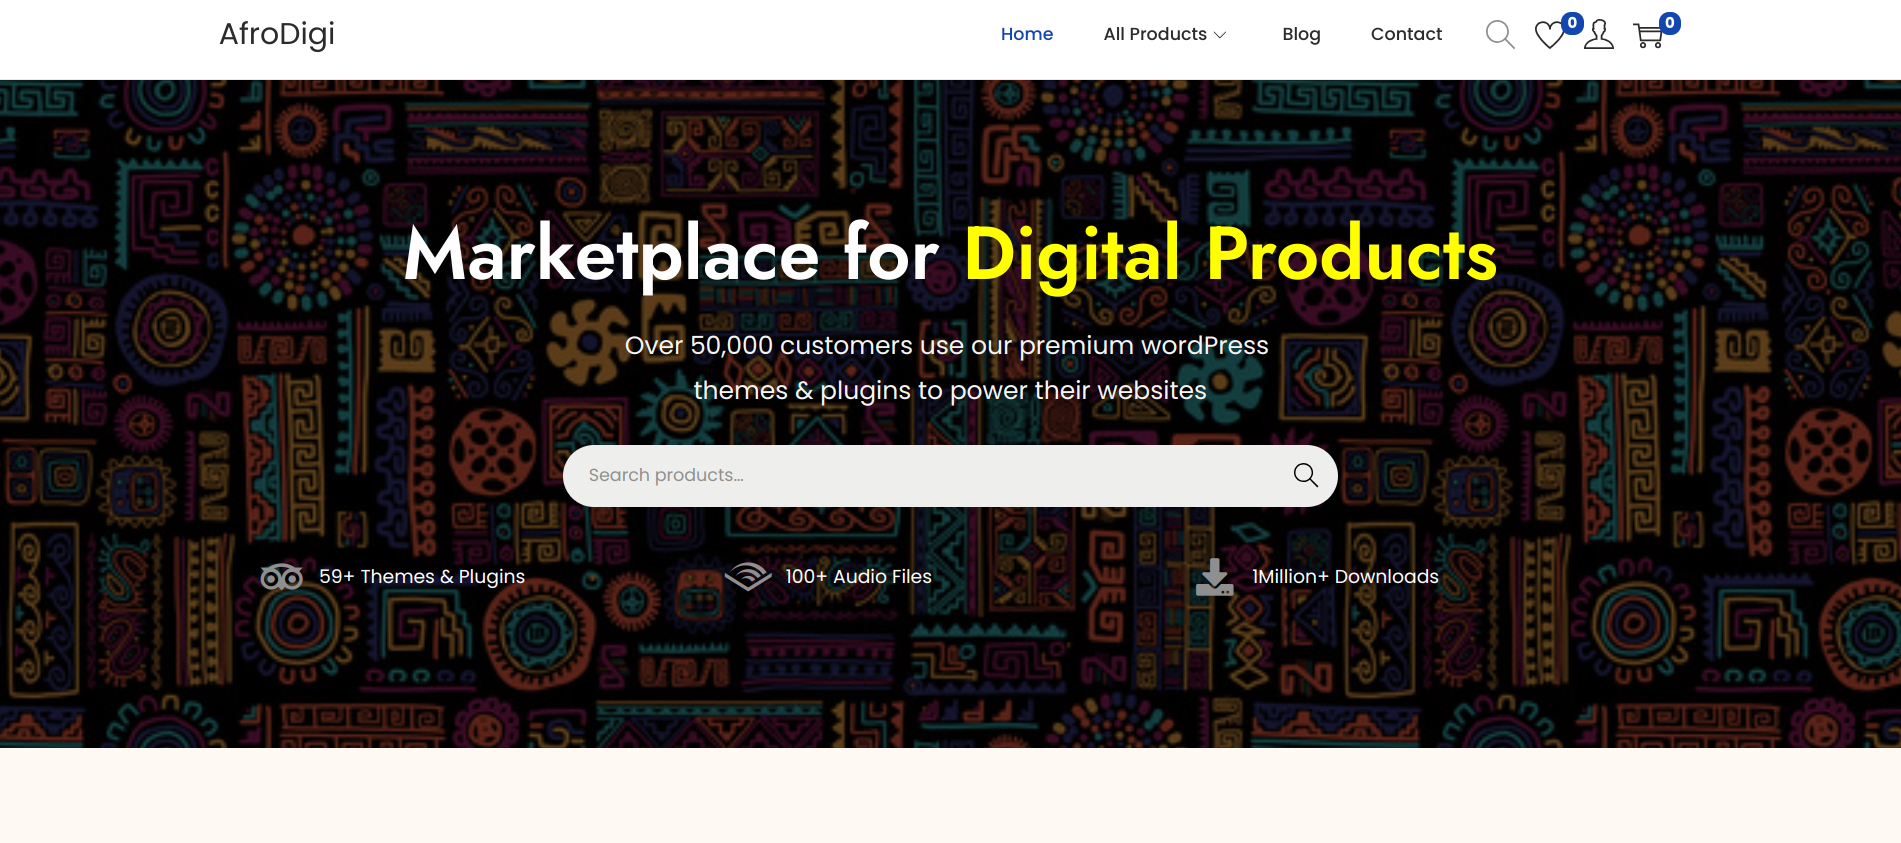 AfroDigi
Home
All Products
Blog
Contact
0
0
Marketplace for Digital Products
Over 50,000 customers use our premium wordPress
themes & plugins to power their websites
Search products...
59+ Themes & Plugins
100+ Audio Files
1Million+ Downloads